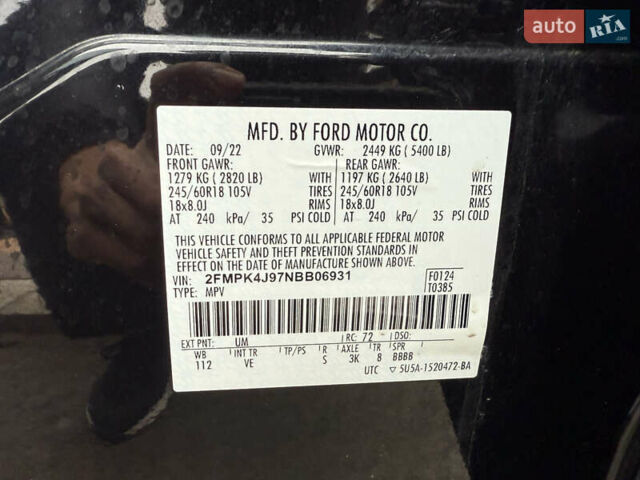 auto RIA.com
MFD. BY FORD MOTOR CO.
DATE: 09/22 GVWR: 2449 KG ( 5400 LB)
FRONT GAWR: REAR GAWR:
1279 KG ( 2820 LB) WITH 1197 KG ( 2640 LB) WITH
245/60R18 105V TIRES 245/60R18 105V TIRES
18x8.0J RIMS 18x8.0J RIMS
AT 240 kPa/ 35 PSI COLD AT 240 kPa/ 35 PSI COLD
THIS VEHICLE CONFORMS TO ALL APPLICABLE FEDERAL MOTOR
VEHICLE SAFETY AND THEFT PREVENTION STANDARDS IN
EFFECT ON THE DATE OF MANUFACTURE SHOWN ABOVE.
VIN: 2FMPK4J97NBB06931 F0124
TYPE: MPV T0385
EXT PNT: UM RC: 72 DSO:
WB INT TR TP/PS R AXLE TR SPR
112 VE S 3K 8 BBBB
UTC ▽ 5U5A-1520472-BA